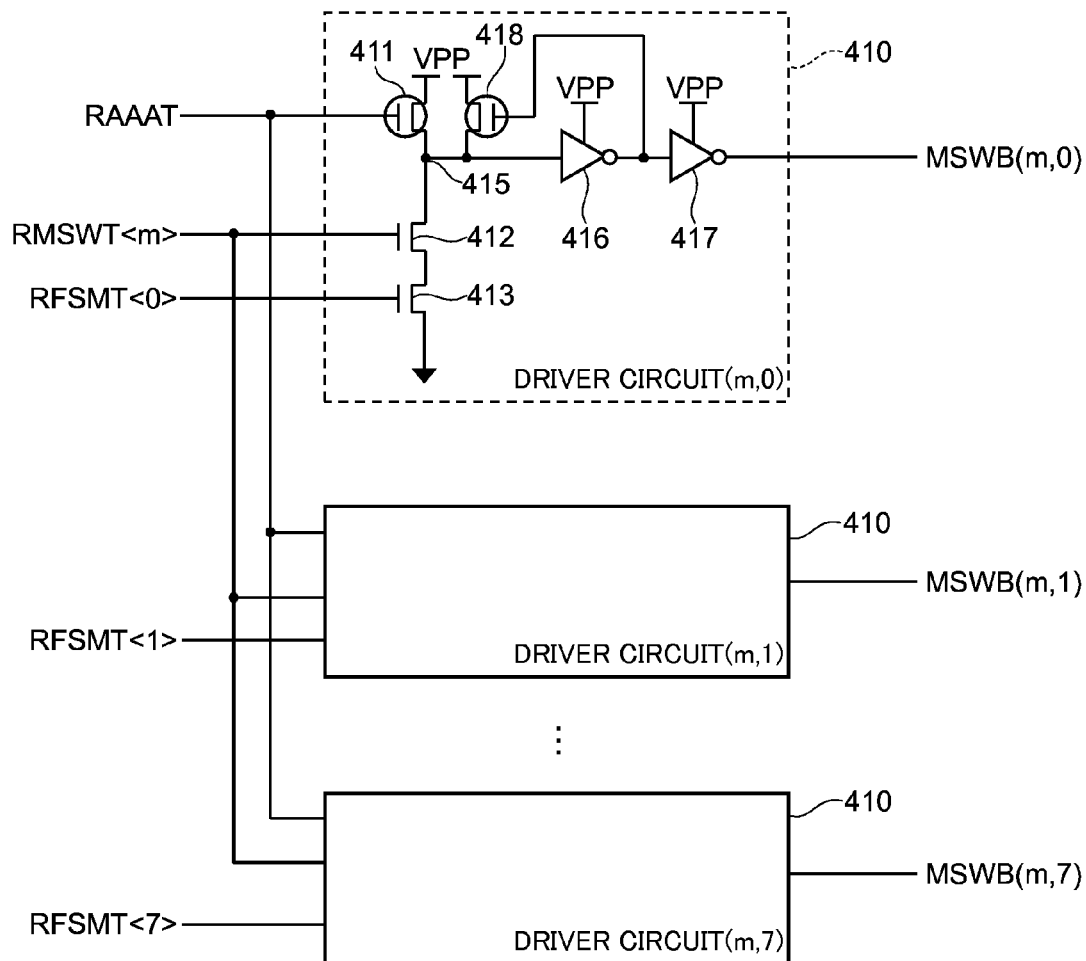 411
418
VPP
410
RAAAT
VPP
VPP
MSWB(m,0)
415
RMSWT<m>
412
416
417
RFSMT<0>
413
DRIVER CIRCUIT(m,0)
410
MSWB(m,1)
RFSMT<1>
DRIVER CIRCUIT(m,1)
⋮
410
MSWB(m,7)
RFSMT<7>
DRIVER CIRCUIT(m,7)